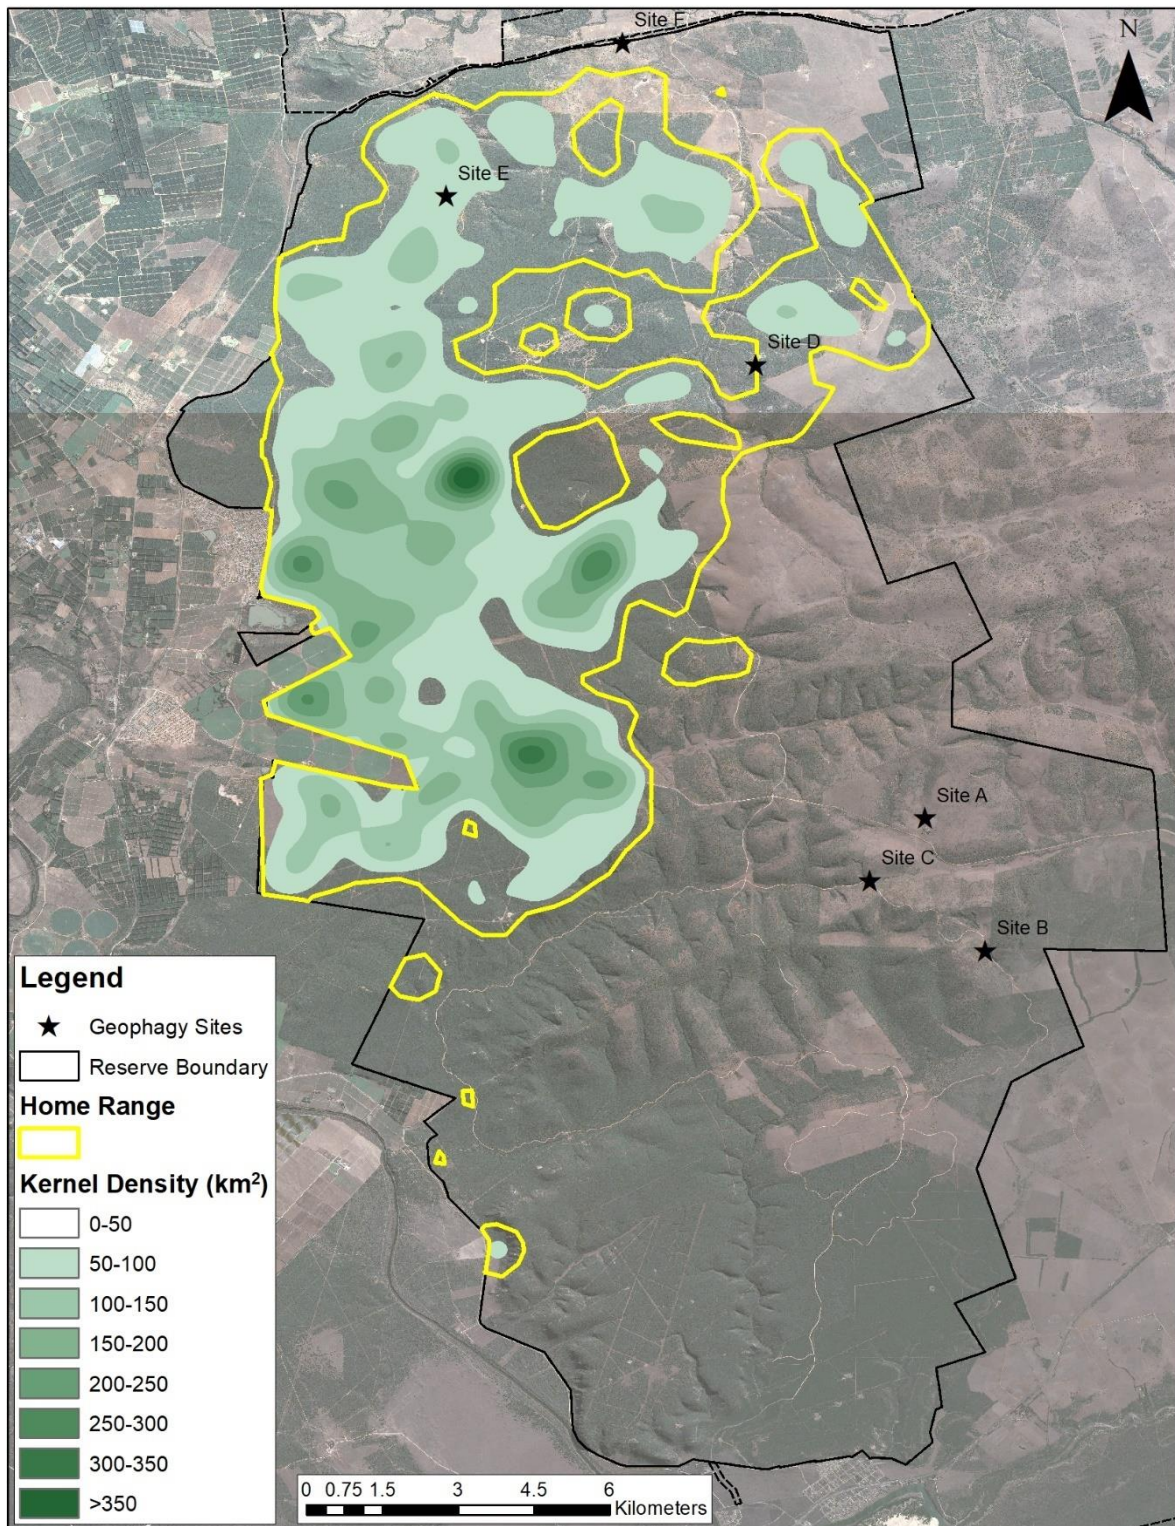 Site F
N
Site E
Site D
Site A
Site C
Site B
Legend
Geophagy Sites
Reserve Boundary
Home Range
Kernel Density (km²)
0-50
50-100
100-150
150-200
200-250
250-300
300-350
>350
0 0.75 1.5 3 4.5 6
Kilometers